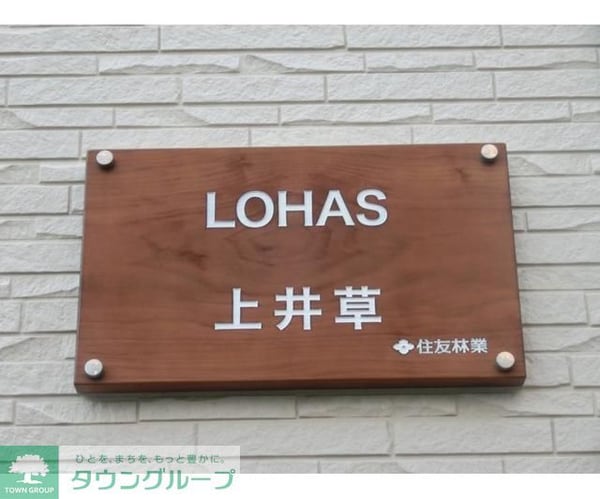 LOHAS
上井草
住友林業
ひとを、まちを、もっと豊かに。
タウングループ
TOWN GROUP